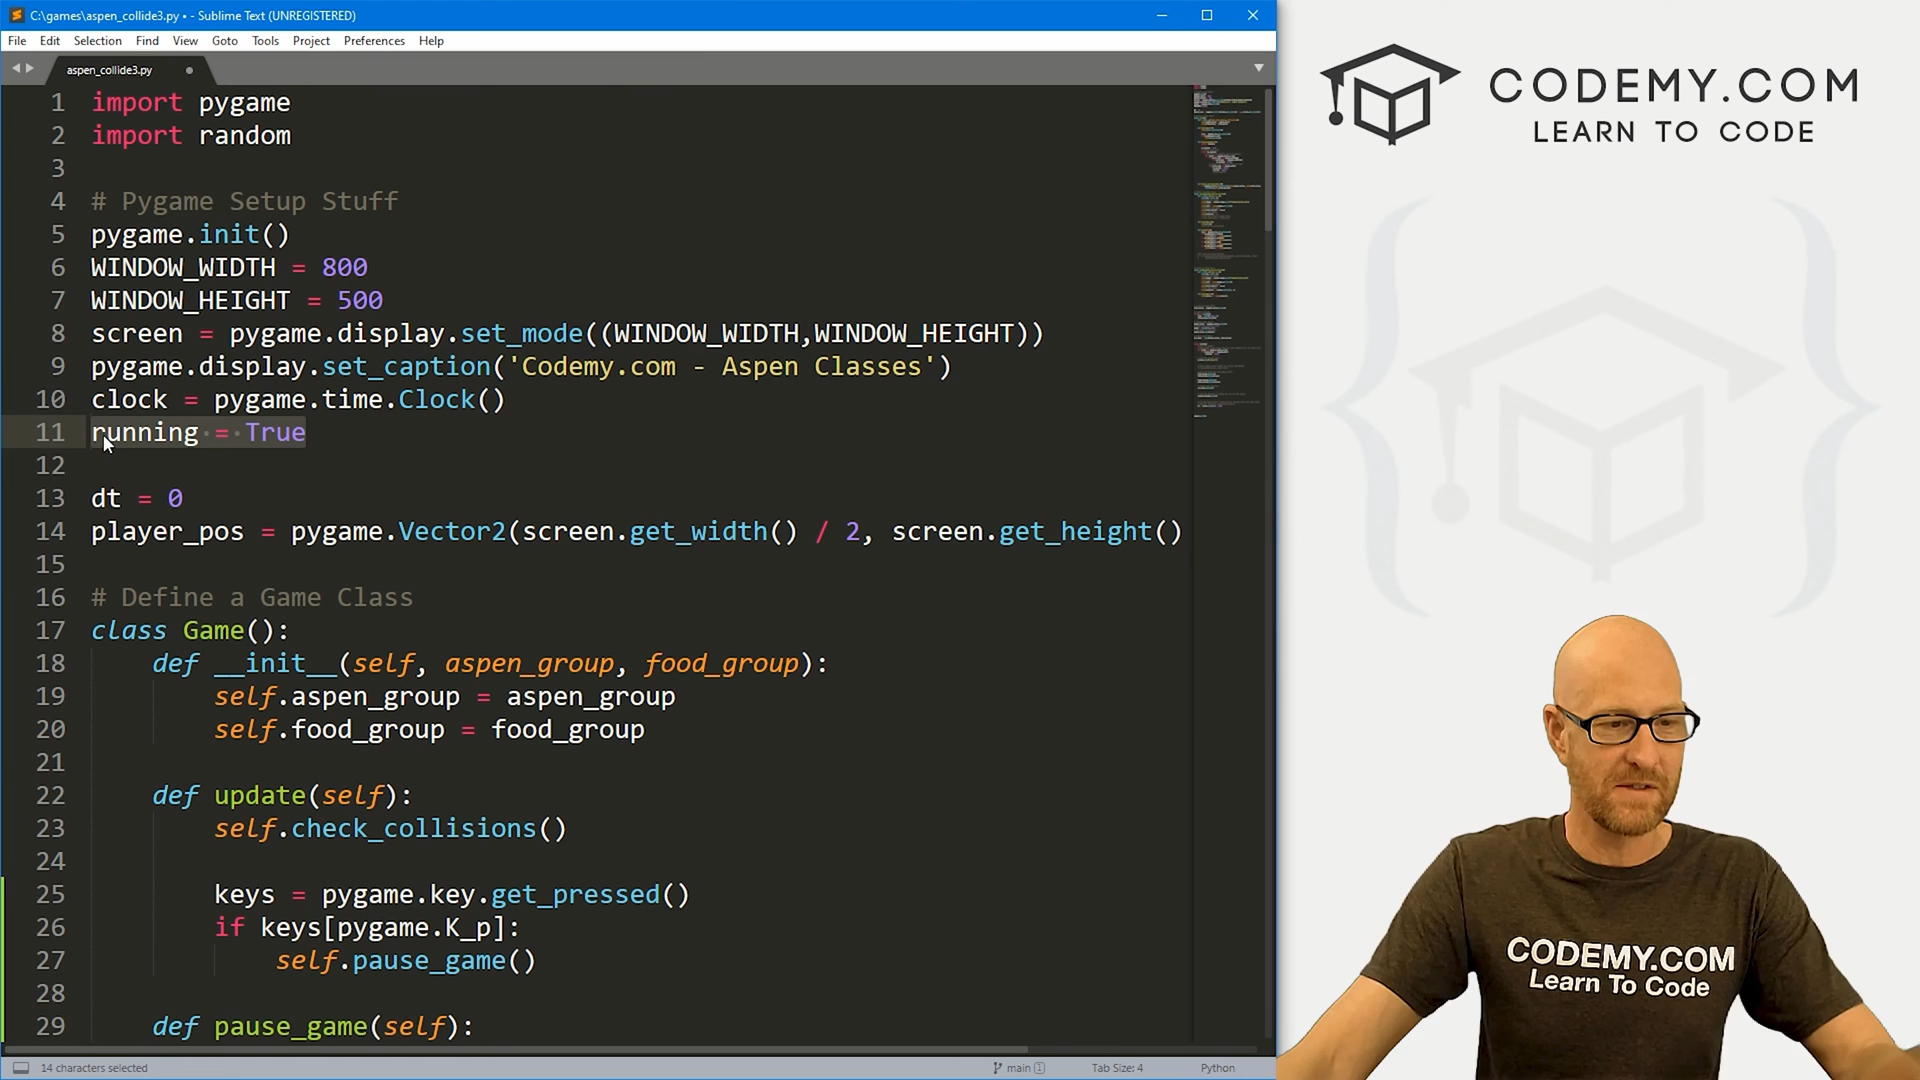 C:\games\aspen_collide3.py • - Sublime Text (UNREGISTERED)
File Edit Selection Find View Goto Tools Project Preferences Help
aspen_collide3.py
1 import pygame
2 import random
3
4 # Pygame Setup Stuff
5 pygame.init()
6 WINDOW_WIDTH = 800
7 WINDOW_HEIGHT = 500
8 screen = pygame.display.set_mode((WINDOW_WIDTH,WINDOW_HEIGHT))
9 pygame.display.set_caption('Codemy.com - Aspen Classes')
10 clock = pygame.time.Clock()
11 running = True
12
13 dt = 0
14 player_pos = pygame.Vector2(screen.get_width() / 2, screen.get_height()
15
16 # Define a Game Class
17 class Game():
18 def __init__(self, aspen_group, food_group):
19 self.aspen_group = aspen_group
20 self.food_group = food_group
21
22 def update(self):
23 self.check_collisions()
24
25 keys = pygame.key.get_pressed()
26 if keys[pygame.K_p]:
27 self.pause_game()
28
29 def pause_game(self):
14 characters selected
main 1
Tab Size: 4
Python
CODEMY.COM
LEARN TO CODE
CODEMY.COM
Learn To Code